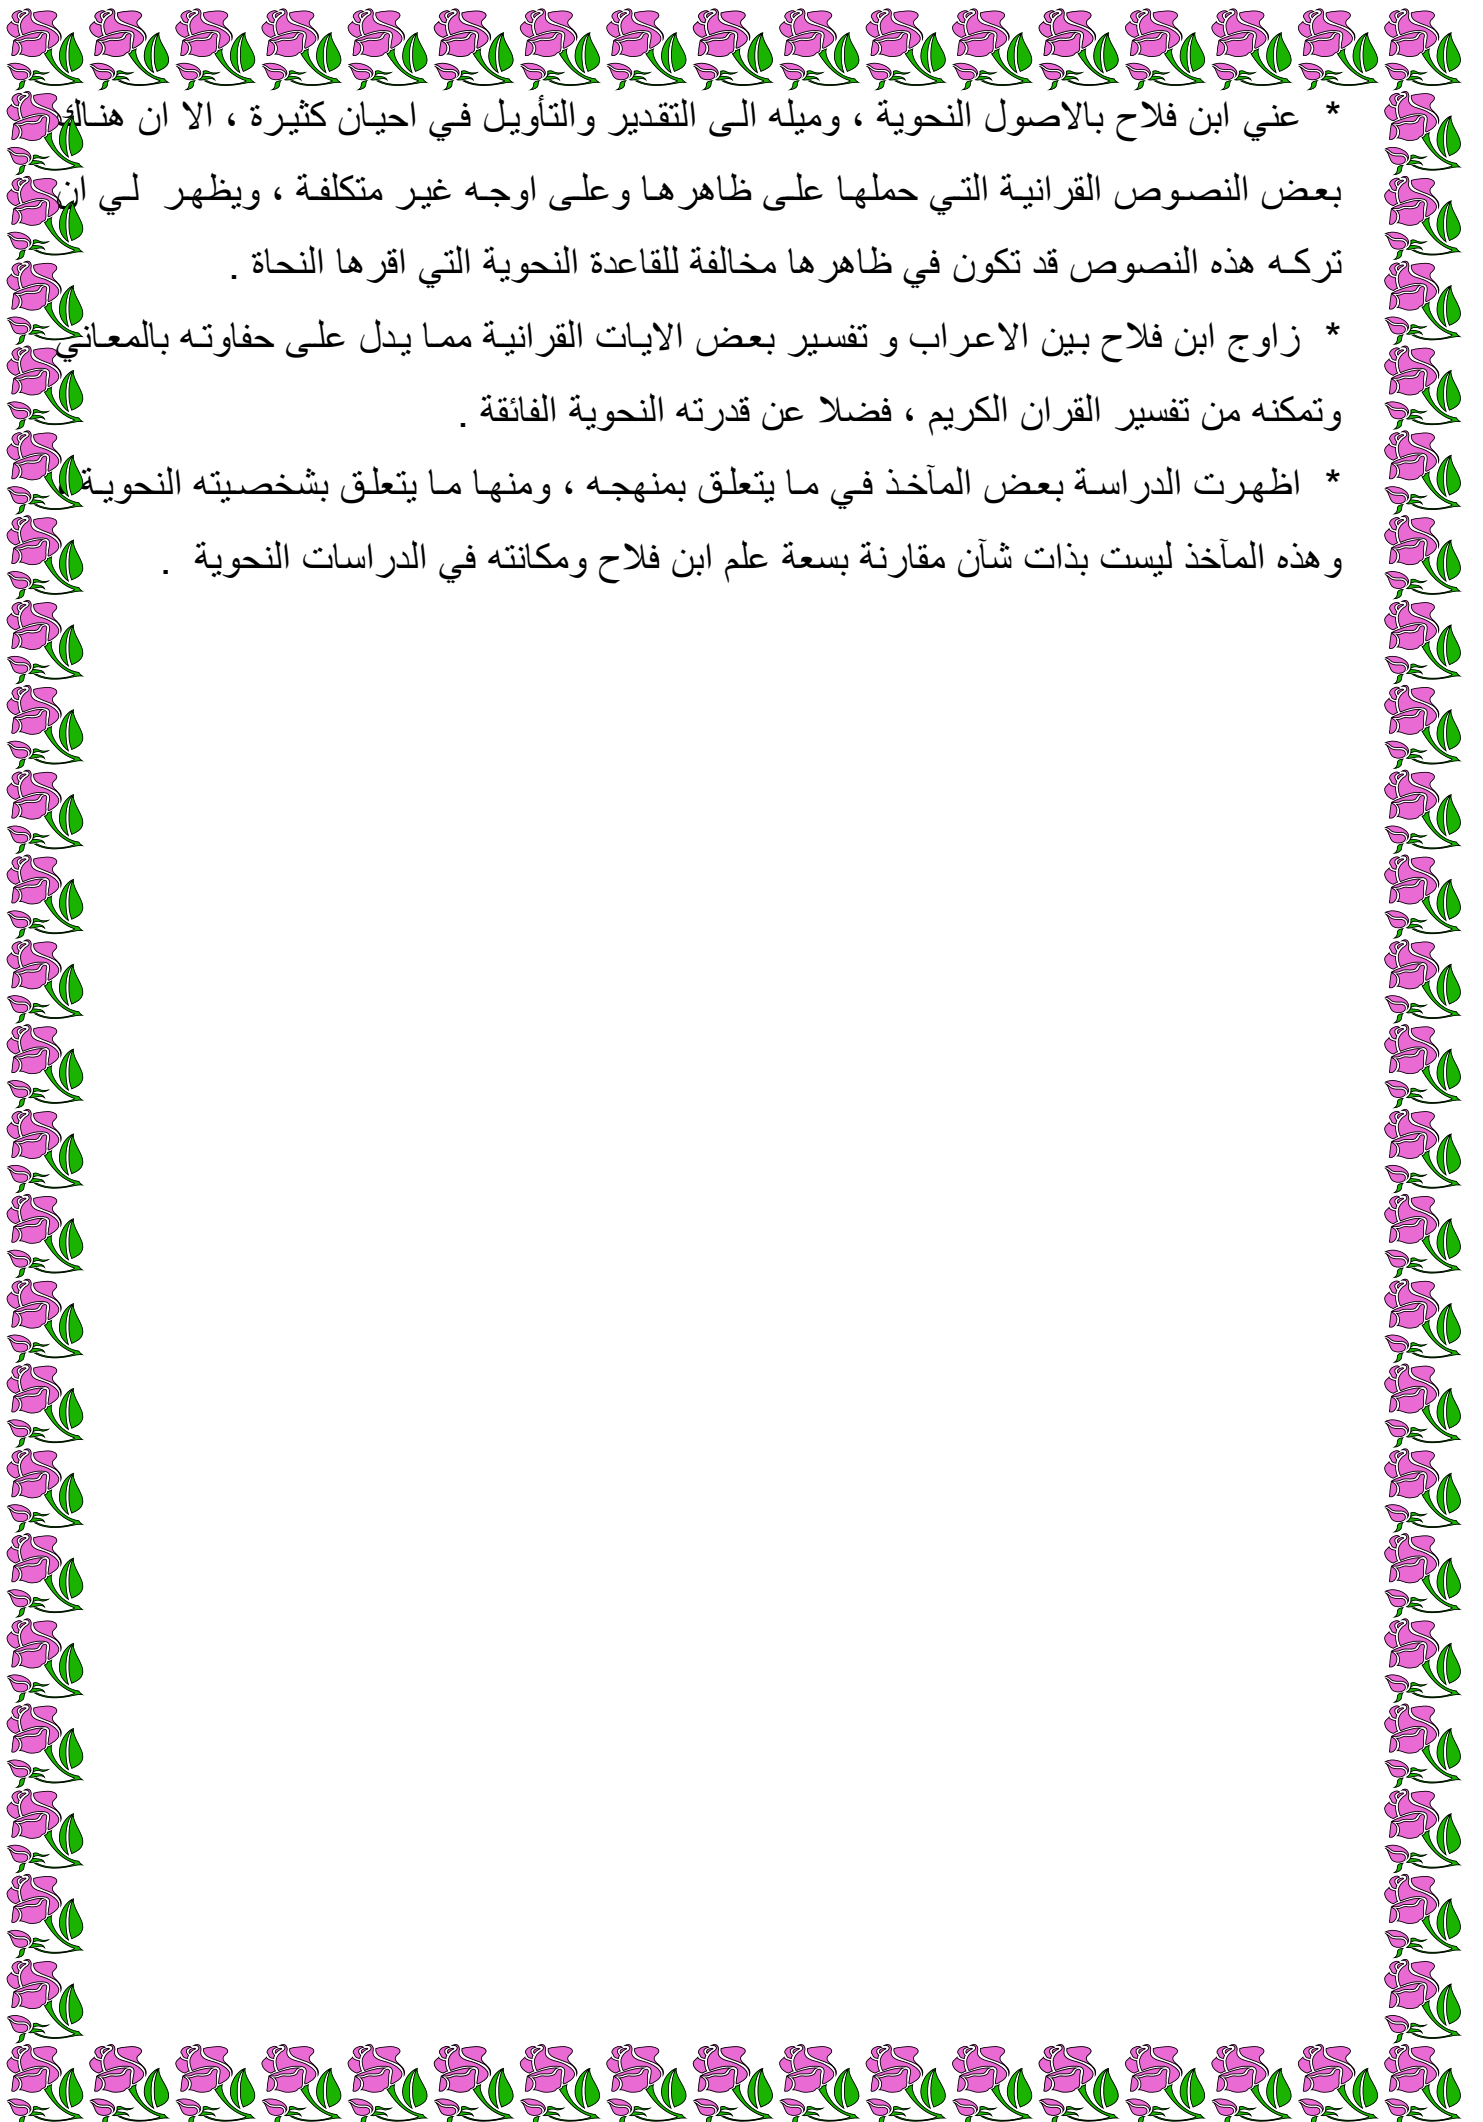 * عني ابن فلاح بالاصول النحوية ، وميله الى التقدير والتأويل في احيان كثيرة ، الا ان هناك
بعض النصوص القرانية التي حملها على ظاهرها وعلى اوجه غير متكلفة ، ويظهر لي ان
تركه هذه النصوص قد تكون في ظاهرها مخالفة للقاعدة النحوية التي اقرها النحاة .
* زاوج ابن فلاح بين الاعراب و تفسير بعض الايات القرانية مما يدل على حفاوته بالمعاني
وتمكنه من تفسير القران الكريم ، فضلا عن قدرته النحوية الفائقة .
* اظهرت الدراسة بعض المآخذ في ما يتعلق بمنهجه ، ومنها ما يتعلق بشخصيته النحوية ،
وهذه المآخذ ليست بذات شآن مقارنة بسعة علم ابن فلاح ومكانته في الدراسات النحوية .